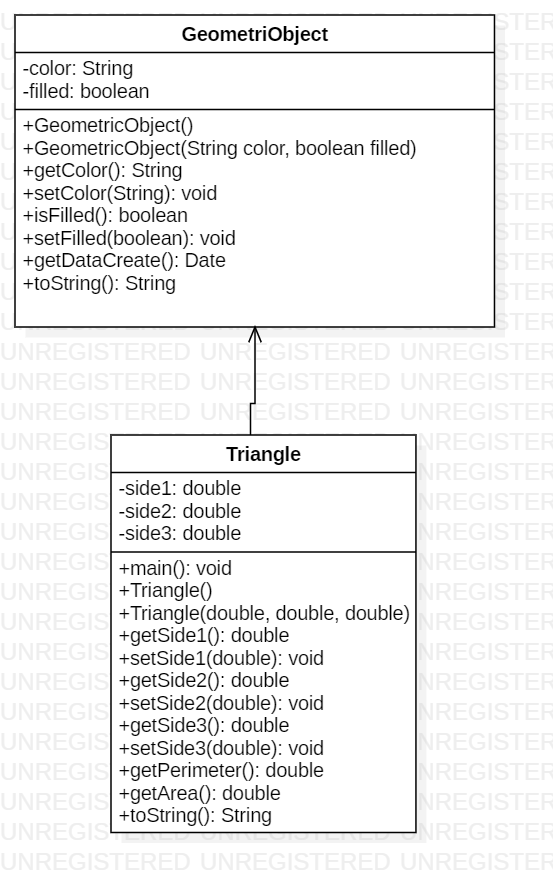 GeometriObject
-color: String
-filled: boolean
+GeometricObject()
+GeometricObject(String color, boolean filled)
+getColor(): String
+setColor(String): void
+isFilled(): boolean
+setFilled(boolean): void
+getDataCreate(): Date
+toString(): String
UNREGISTERED UNREGISTERED UNREGISTERED
Triangle
-side1: double
-side2: double
-side3: double
+main(): void
+Triangle()
+Triangle(double, double, double)
+getSide1(): double
+setSide1(double): void
+getSide2(): double
+setSide2(double): void
+getSide3(): double
+setSide3(double): void
+getPerimeter(): double
+getArea(): double
+toString(): String
UNREGISTERED UNREGISTERED UNREGISTERED